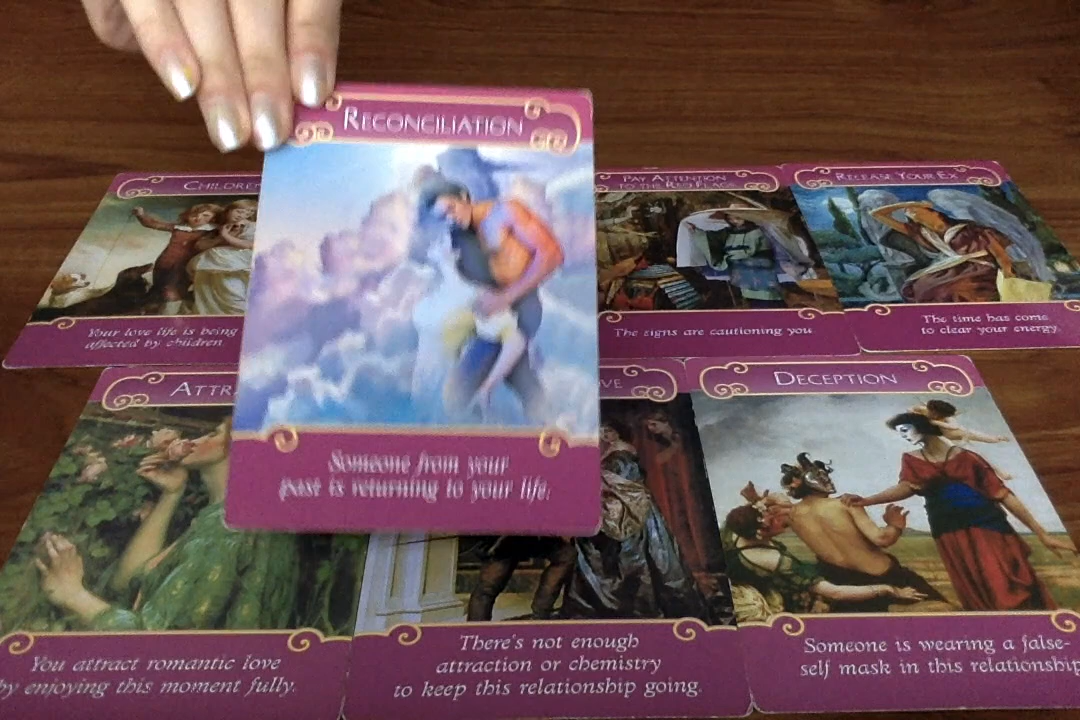 RECONCILIATION
Someone from your
past is returning to your life.
CHILDREN
Your love life is being
affected by children
PAY ATTENTION
TO THE RED FLAGS
The signs are cautioning you
RELEASE YOUR EX
The time has come
to clear your energy.
ATTR
You attract romantic love
by enjoying this moment fully.
VE
There's not enough
attraction or chemistry
to keep this relationship going.
DECEPTION
Someone is wearing a false-
self mask in this relationship